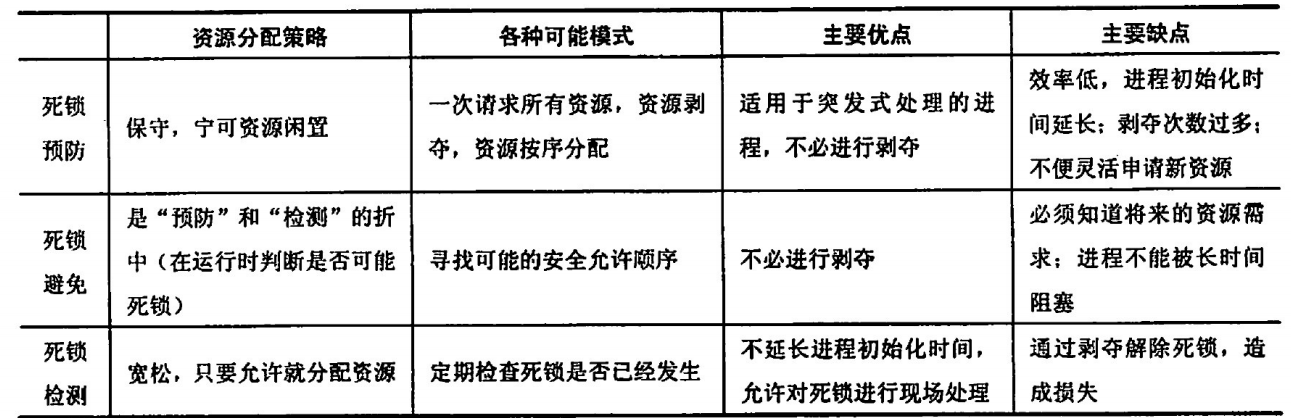 资源分配策略 各种可能模式 主要优点 主要缺点
死锁
预防
保守，宁可资源闲置
一次请求所有资源，资源剥
夺，资源按序分配
适用于突发式处理的进
程，不必进行剥夺
效率低，进程初始化时
间延长；剥夺次数过多；
不便灵活申请新资源
死锁
避免
是“预防”和“检测”的折
中（在运行时判断是否可能
死锁）
寻找可能的安全允许顺序
不必进行剥夺
必须知道将来的资源需
求；进程不能被长时间
阻塞
死锁
检测
宽松，只要允许就分配资源
定期检查死锁是否已经发生
不延长进程初始化时间，
允许对死锁进行现场处理
通过剥夺解除死锁，造
成损失